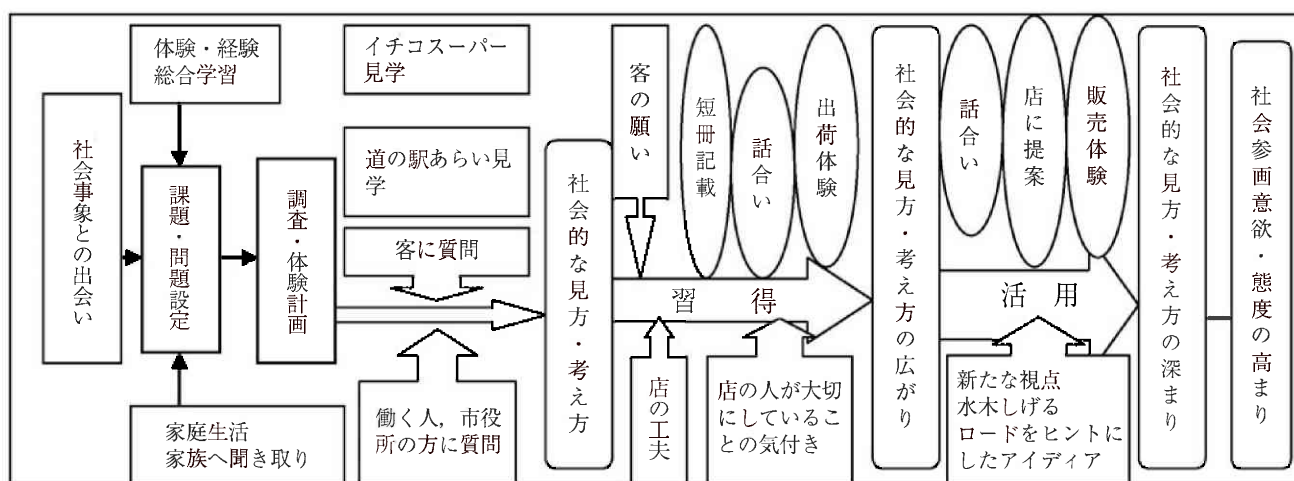 体験・経験
総合学習
社会事象との出会い
課題・問題設定
家庭生活
家族へ聞き取り
調査・体験計画
イチコスーパー
見学
道の駅あらい見
学
客に質問
働く人，市役
所の方に質問
社会的な見方・考え方
客の願い
短冊記載
話合い
出荷体験
習　得
店の工夫
店の人が大切
にしているこ
との気付き
社会的な見方・考え方の広がり
話合い
店に提案
販売体験
活　用
新たな視点
水木しげる
ロードをヒントに
したアイディア
社会的な見方・考え方の深まり
社会参画意欲・態度の高まり